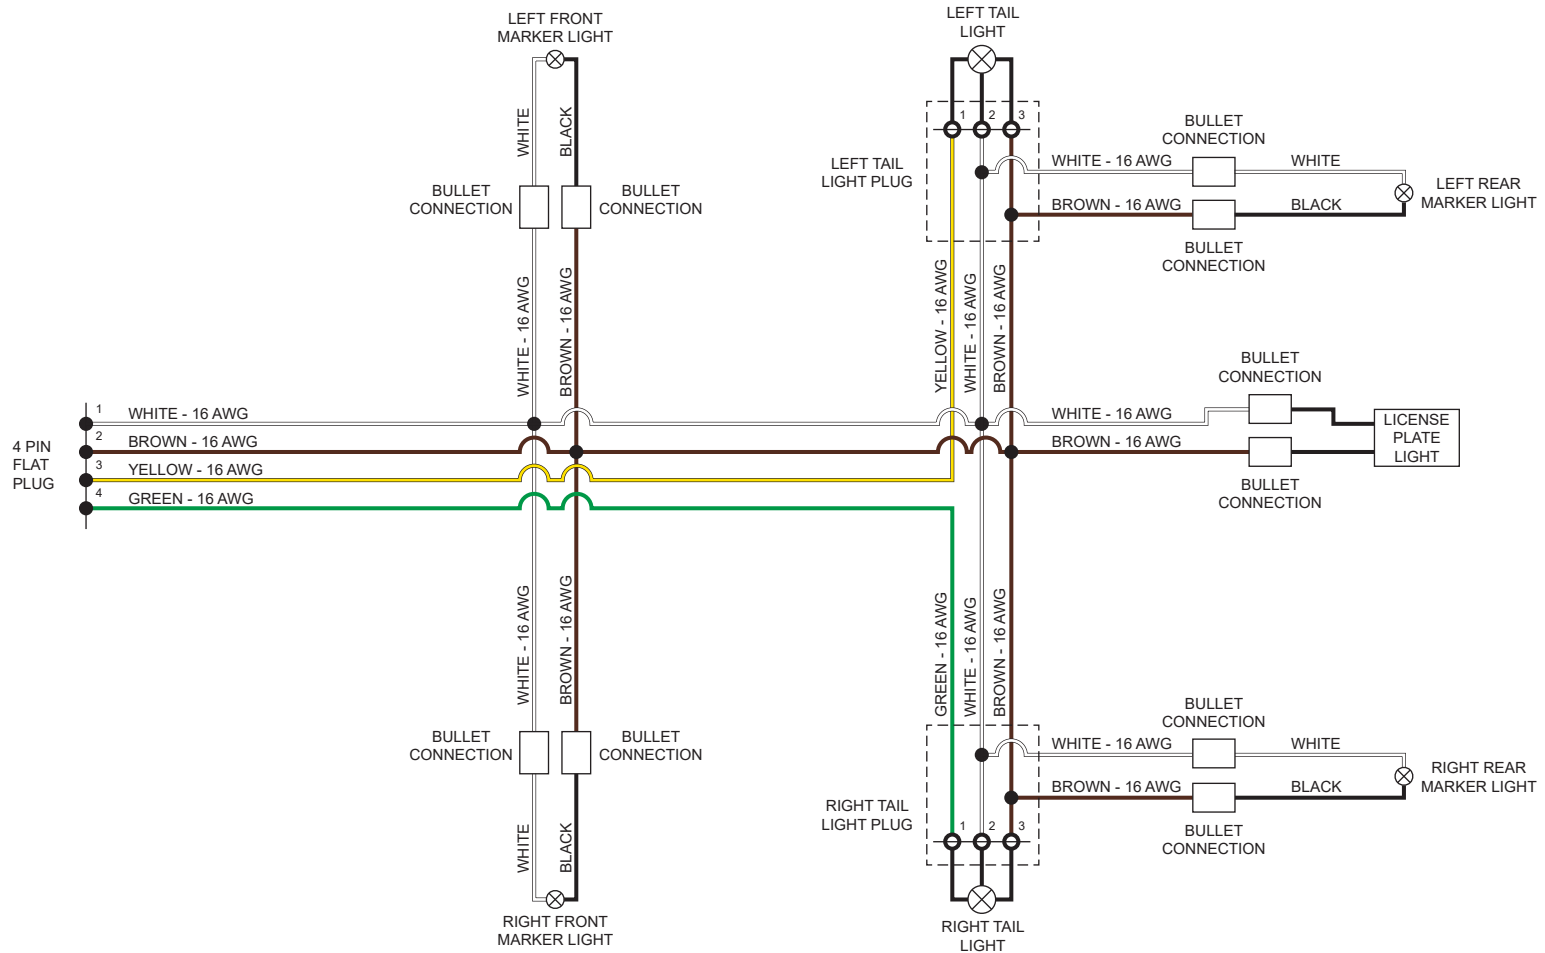 LEFT FRONT
MARKER LIGHT
LEFT TAIL
LIGHT
WHITE
BLACK
1
2
3
BULLET
CONNECTION
LEFT TAIL
LIGHT PLUG
WHITE - 16 AWG
WHITE
BULLET
CONNECTION
BULLET
CONNECTION
LEFT REAR
MARKER LIGHT
BROWN - 16 AWG
BLACK
BULLET
CONNECTION
WHITE - 16 AWG
BROWN - 16 AWG
YELLOW - 16 AWG
WHITE - 16 AWG
BROWN - 16 AWG
BULLET
CONNECTION
4 PIN
FLAT
PLUG
1
WHITE - 16 AWG
2
BROWN - 16 AWG
3
YELLOW - 16 AWG
4
GREEN - 16 AWG
WHITE - 16 AWG
BROWN - 16 AWG
LICENSE
PLATE
LIGHT
BULLET
CONNECTION
WHITE - 16 AWG
BROWN - 16 AWG
GREEN - 16 AWG
WHITE - 16 AWG
BROWN - 16 AWG
BULLET
CONNECTION
BULLET
CONNECTION
BULLET
CONNECTION
WHITE - 16 AWG
WHITE
RIGHT REAR
MARKER LIGHT
BROWN - 16 AWG
BLACK
BULLET
CONNECTION
RIGHT TAIL
LIGHT PLUG
1
2
3
WHITE
BLACK
RIGHT FRONT
MARKER LIGHT
RIGHT TAIL
LIGHT